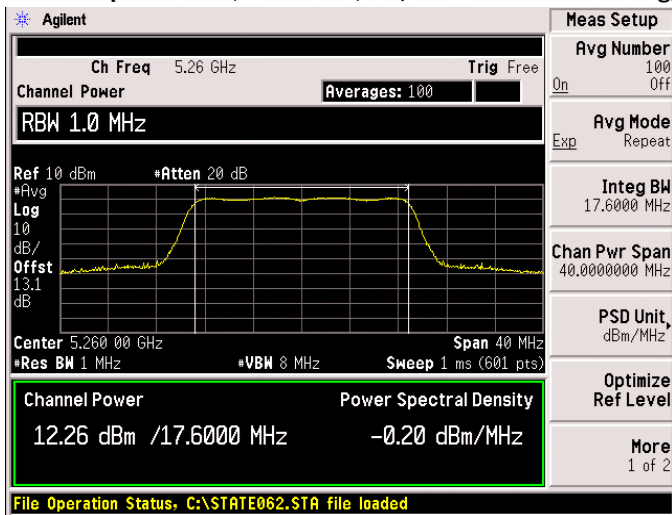 Agilent
Meas Setup
Ch Freq 5.26 GHz Trig Free
Channel Power Averages: 100
RBW 1.0 MHz
Ref 10 dBm #Atten 20 dB
#Avg
Log
10
dB/
Offst
13.1
dB
Center 5.260 00 GHz Span 40 MHz
#Res BW 1 MHz #VBW 8 MHz Sweep 1 ms (601 pts)
Channel Power Power Spectral Density
12.26 dBm /17.6000 MHz -0.20 dBm/MHz
File Operation Status, C:\STATE062.STA file loaded
Avg Number
100
On Off
Avg Mode
Exp Repeat
Integ BW
17.6000 MHz
Chan Pwr Span
40.0000000 MHz
PSD Unit
dBm/MHz
Optimize
Ref Level
More
1 of 2